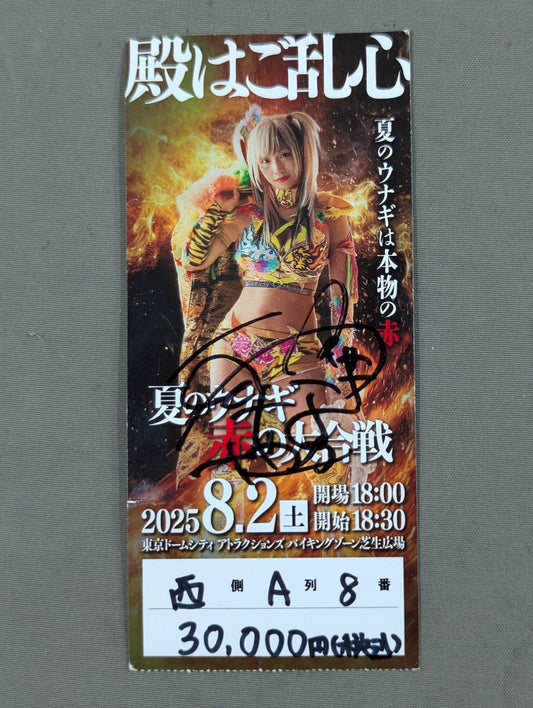 殿はご乱心
夏のウナギは本物の赤
夏のウナギ
赤の大合戦
2025 8.2 土
開場18:00
開始18:30
東京ドームシティ アトラクションズ バイキングゾーン芝生広場
西 側 A 列 8 番
30,000円(税込)